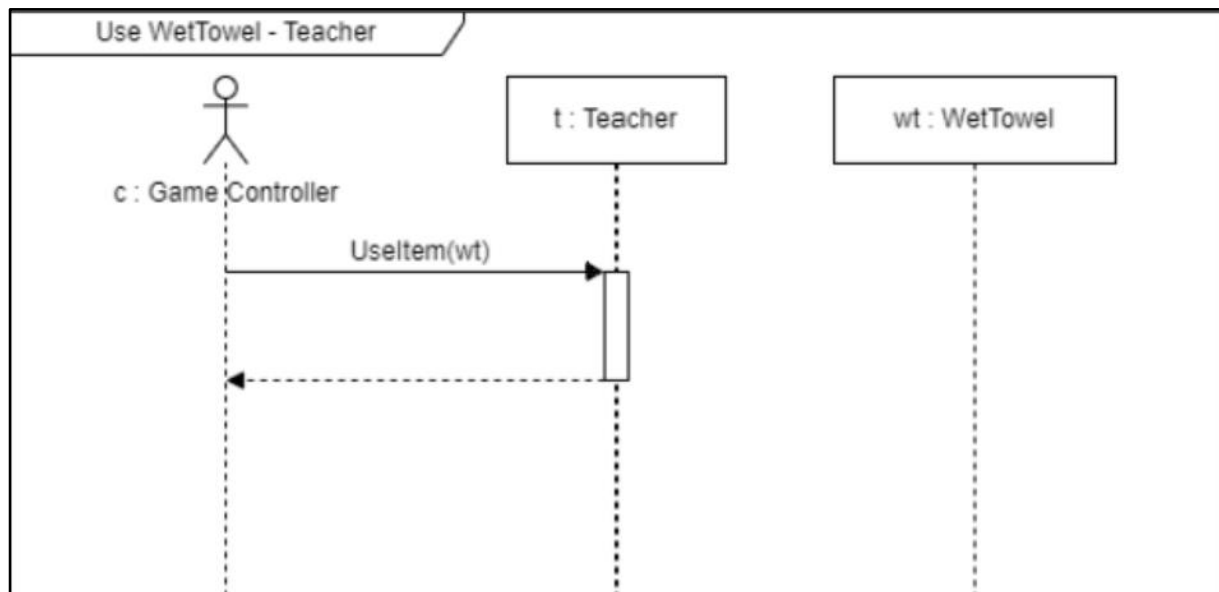 Use WetTowel - Teacher
t : Teacher
wt : WetTowel
c : Game Controller
UseItem(wt)